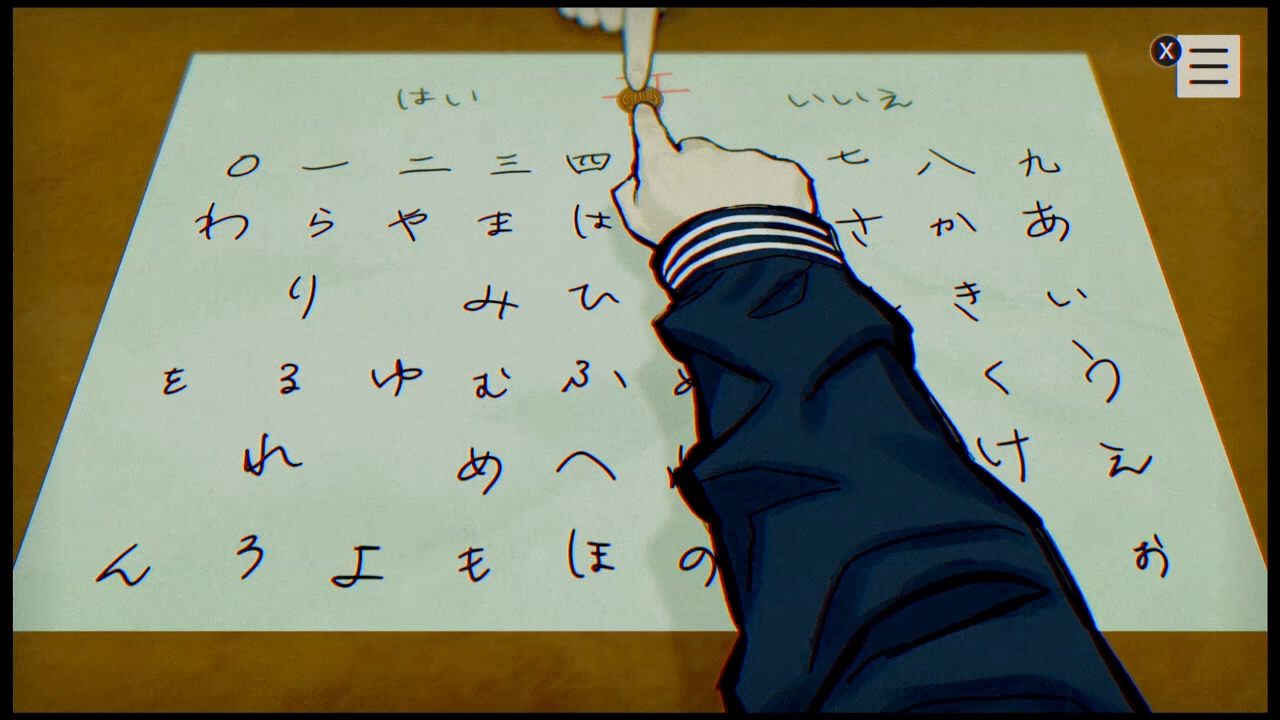 X
はい いいえ
〇 一 二 三 四 七 八 九
わ ら や ま は さ か あ
り み ひ き い
を る ゆ む ふ く う
れ め へ け え
ん ろ よ も ほ の お